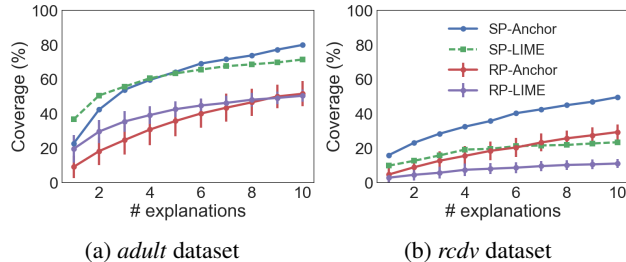 100
80
60
40
20
0
Coverage (%)
2 4 6 8 10
# explanations
(a) adult dataset
100
80
60
40
20
0
Coverage (%)
SP-Anchor
SP-LIME
RP-Anchor
RP-LIME
2 4 6 8 10
# explanations
(b) rcdv dataset